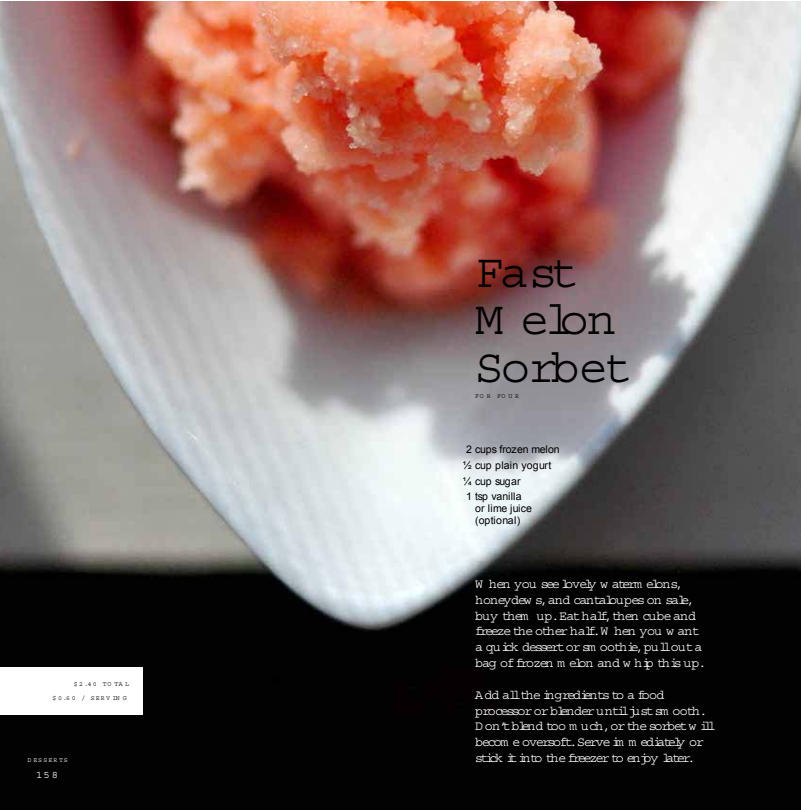 Fast
Melon
Sorbet
FOR FOUR
2 cups frozen melon
½ cup plain yogurt
¼ cup sugar
1 tsp vanilla
or lime juice
(optional)
When you see lovely watermelons,
honeydews, and cantaloupes on sale,
buy them up. Eat half, then cube and
freeze the other half. When you want
a quick dessert or smoothie, pull out a
bag of frozen melon and whip this up.
Add all the ingredients to a food
processor or blender until just smooth.
Don't blend too much, or the sorbet will
become oversoft. Serve immediately or
stick it into the freezer to enjoy later.
$2.40 TOTAL
$0.60 / SERVING
DESSERTS
158